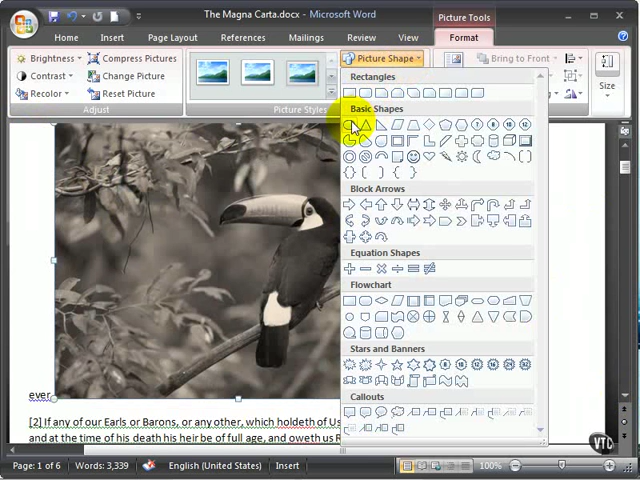 The Magna Carta.docx - Microsoft Word
Picture Tools
Home Insert Page Layout References Mailings Review View Format
Brightness Compress Pictures
Contrast Change Picture
Recolor Reset Picture
Adjust
Picture Styles
Picture Shape
Bring to Front
Size
Rectangles
Basic Shapes
Block Arrows
Equation Shapes
Flowchart
Stars and Banners
Callouts
ever.
[2] If any of our Earls or Barons, or any other, which holdeth of Us
and at the time of his death his heir be of full age, and oweth us R
VTC
Page: 1 of 6 Words: 3,339 English (United States) Insert 100%